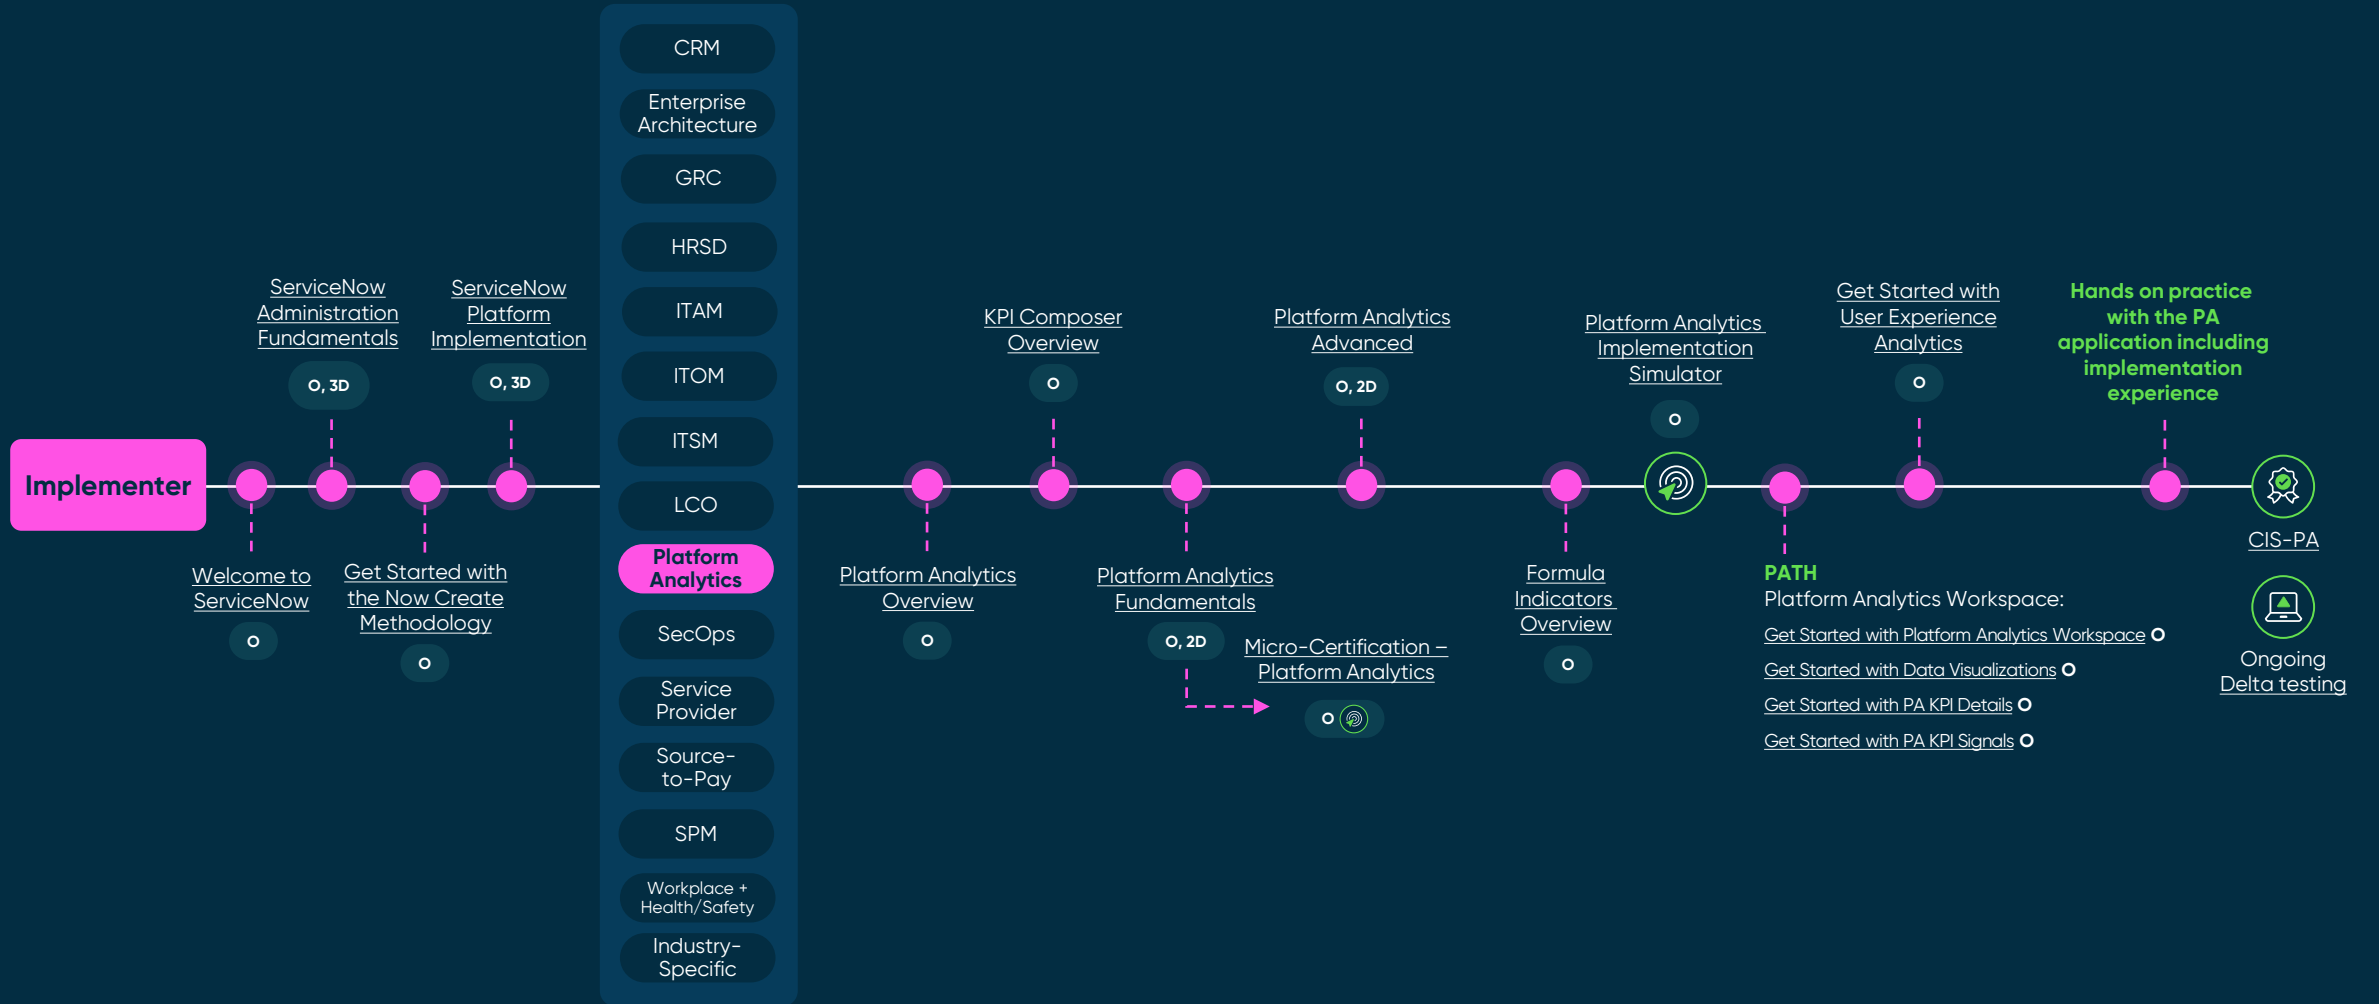 Implementer
Welcome to
ServiceNow
O
ServiceNow
Administration
Fundamentals
O, 3D
Get Started with
the Now Create
Methodology
O
ServiceNow
Platform
Implementation
O, 3D
CRM
Enterprise
Architecture
GRC
HRSD
ITAM
ITOM
ITSM
LCO
Platform
Analytics
SecOps
Service
Provider
Source-
to-Pay
SPM
Workplace +
Health/Safety
Industry-
Specific
Platform Analytics
Overview
O
KPI Composer
Overview
O
Platform Analytics
Fundamentals
O, 2D
Micro-Certification –
Platform Analytics
O
Platform Analytics
Advanced
O, 2D
Formula
Indicators
Overview
O
Platform Analytics
Implementation
Simulator
O
PATH
Platform Analytics Workspace:
Get Started with Platform Analytics Workspace O
Get Started with Data Visualizations O
Get Started with PA KPI Details O
Get Started with PA KPI Signals O
Get Started with
User Experience
Analytics
O
Hands on practice
with the PA
application including
implementation
experience
CIS-PA
Ongoing
Delta testing